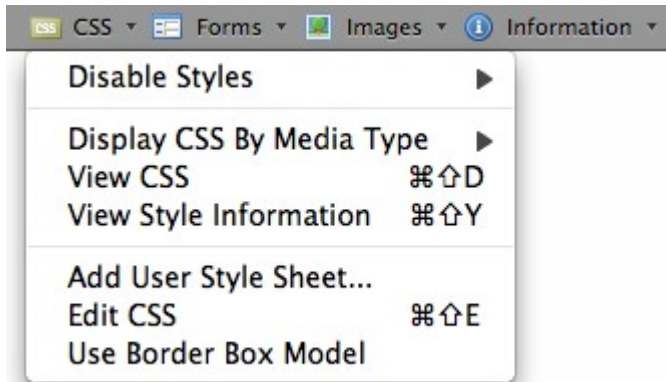 CSS CSS Forms Images Information
Disable Styles
Display CSS By Media Type
View CSS ⌘⇧D
View Style Information ⌘⇧Y
Add User Style Sheet...
Edit CSS ⌘⇧E
Use Border Box Model